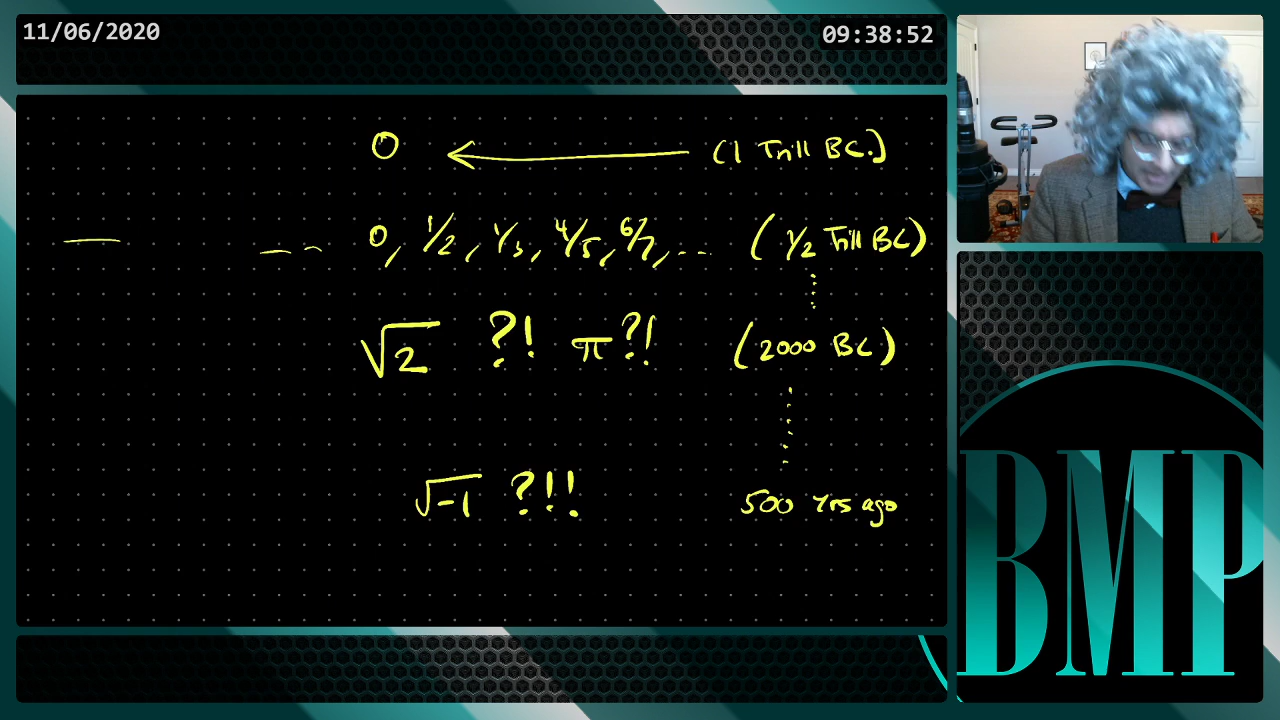 11/06/2020
09:38:52
0 ← (1 Trill BC.)
0, 1/2, 1/3, 4/5, 6/7, ... (1/2 Trill BC)
√2 ?! π?! (2000 BC)
√-1 ?!! 500 Yrs ago
BMP